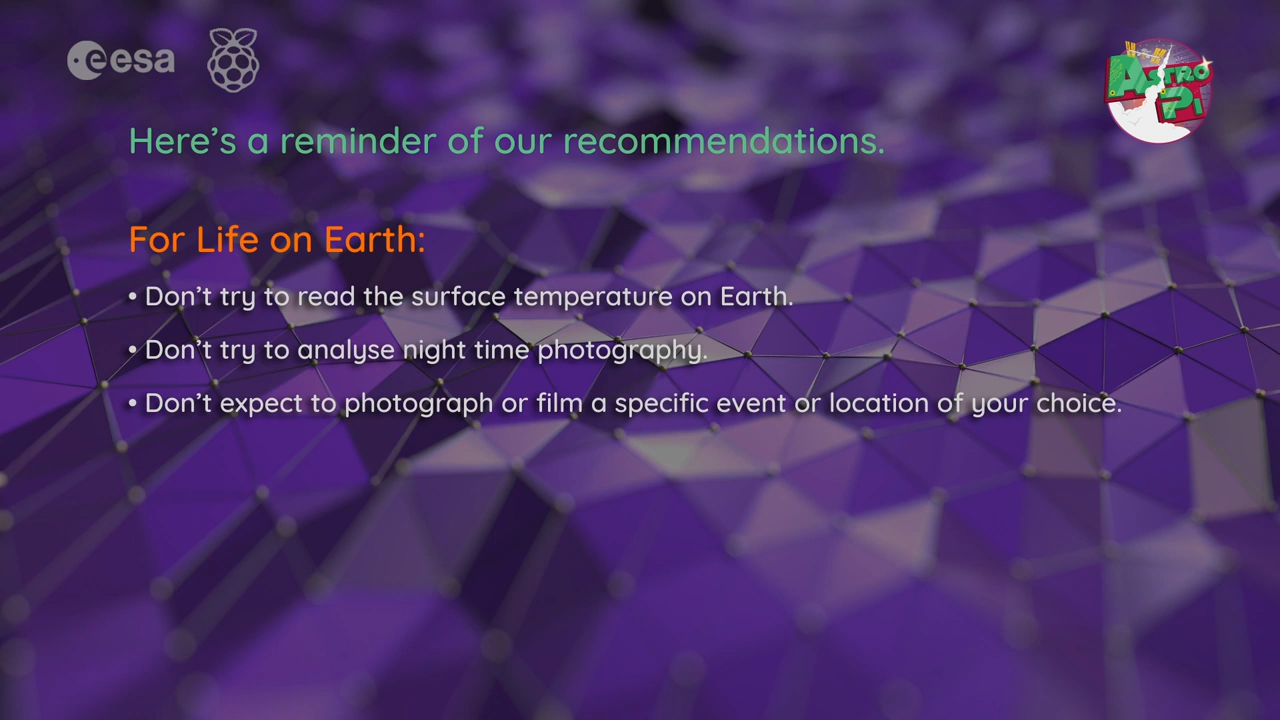 esa
ASTRO
Pi
Here’s a reminder of our recommendations.
For Life on Earth:
• Don’t try to read the surface temperature on Earth.
• Don’t try to analyse night time photography.
• Don’t expect to photograph or film a specific event or location of your choice.